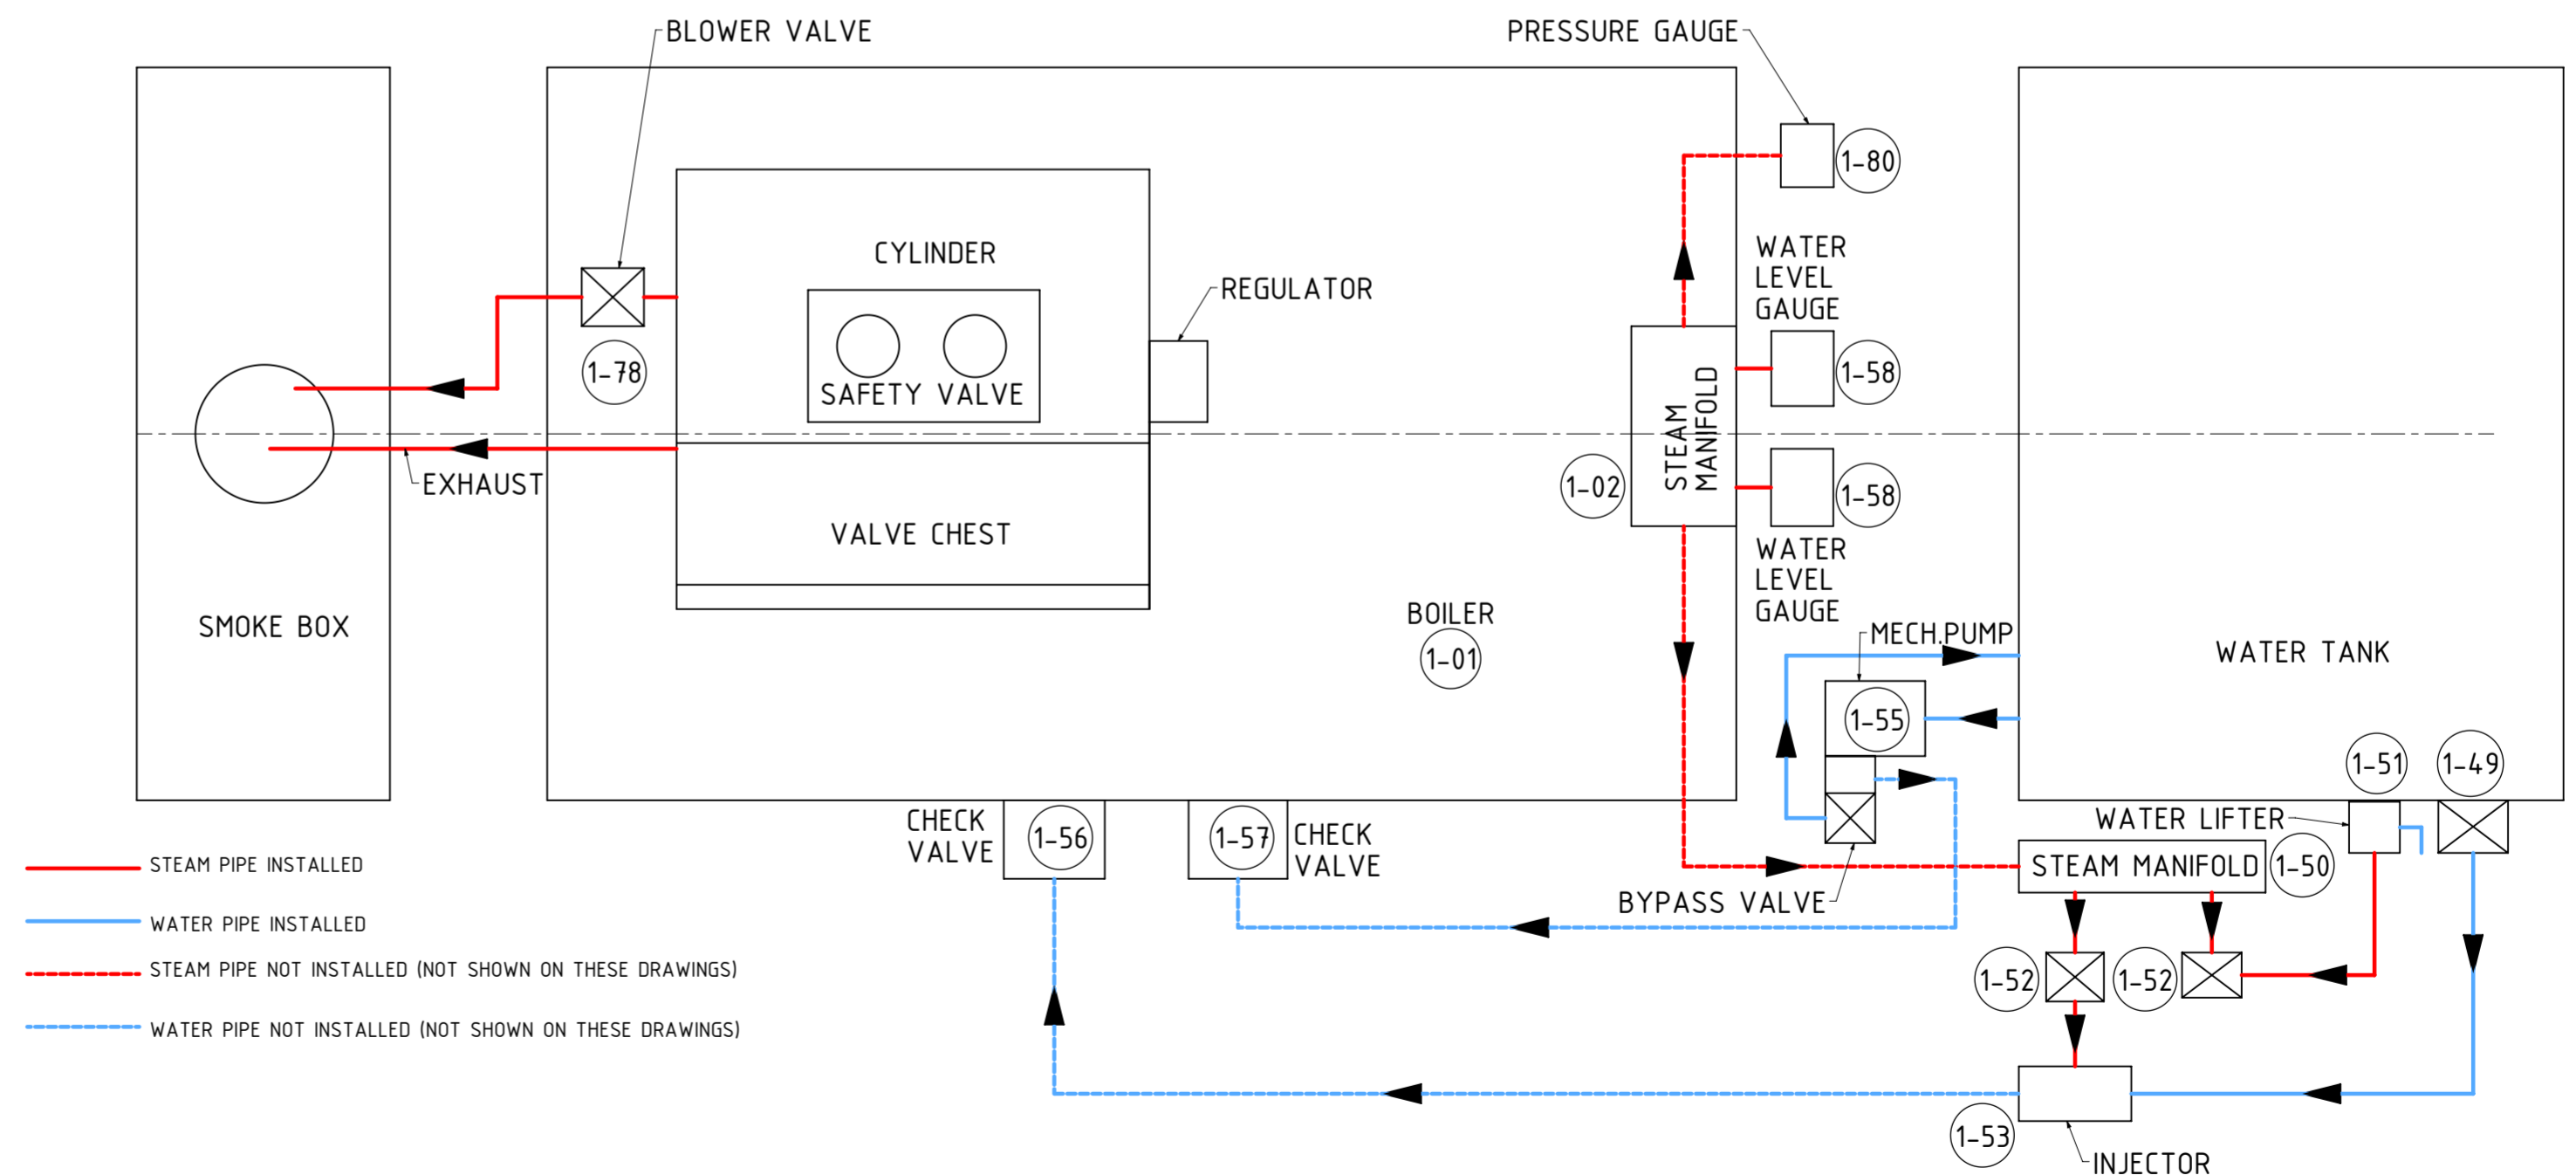 BLOWER VALVE
PRESSURE GAUGE
1-80
CYLINDER
WATER
LEVEL
GAUGE
REGULATOR
1-78
SAFETY VALVE
1-58
STEAM
MANIFOLD
1-02
1-58
EXHAUST
VALVE CHEST
WATER
LEVEL
GAUGE
SMOKE BOX
BOILER
1-01
MECH.PUMP
WATER TANK
1-55
1-51
1-49
CHECK
VALVE
1-56
1-57
CHECK
VALVE
WATER LIFTER
STEAM MANIFOLD
1-50
BYPASS VALVE
STEAM PIPE INSTALLED
WATER PIPE INSTALLED
STEAM PIPE NOT INSTALLED (NOT SHOWN ON THESE DRAWINGS)
WATER PIPE NOT INSTALLED (NOT SHOWN ON THESE DRAWINGS)
1-52
1-52
1-53
INJECTOR